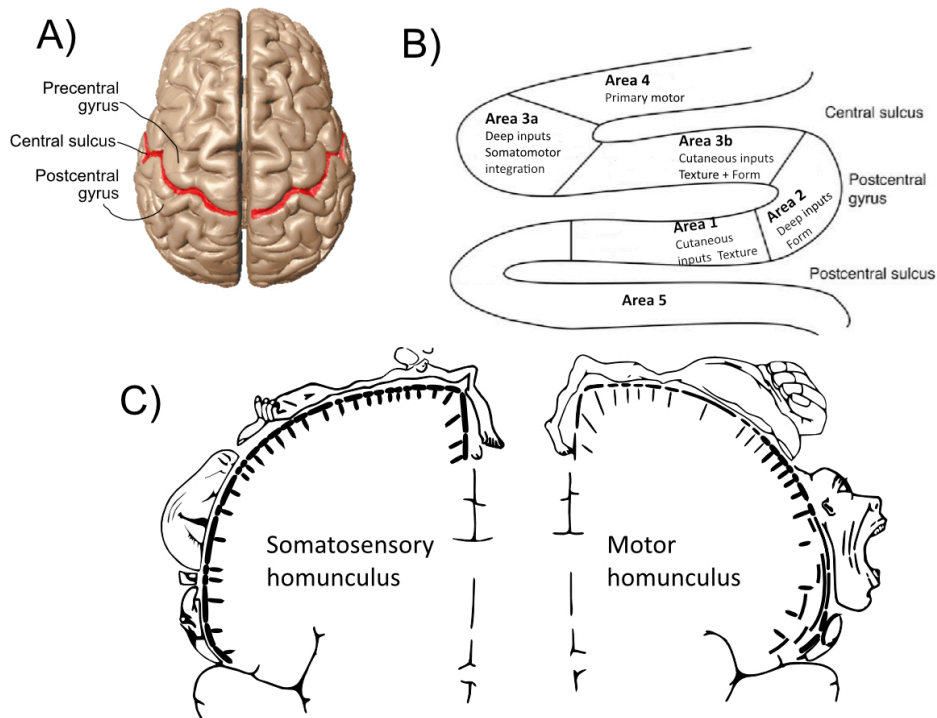 A)
Precentral
gyrus
Central sulcus
Postcentral
gyrus
B)
Area 4
Primary motor
Central sulcus
Area 3a
Deep inputs
Somatomotor
integration
Area 3b
Cutaneous inputs
Texture + Form
Postcentral
gyrus
Area 2
Deep inputs
Form
Area 1
Cutaneous
inputs Texture
Postcentral sulcus
Area 5
C)
Somatosensory
homunculus
Motor
homunculus